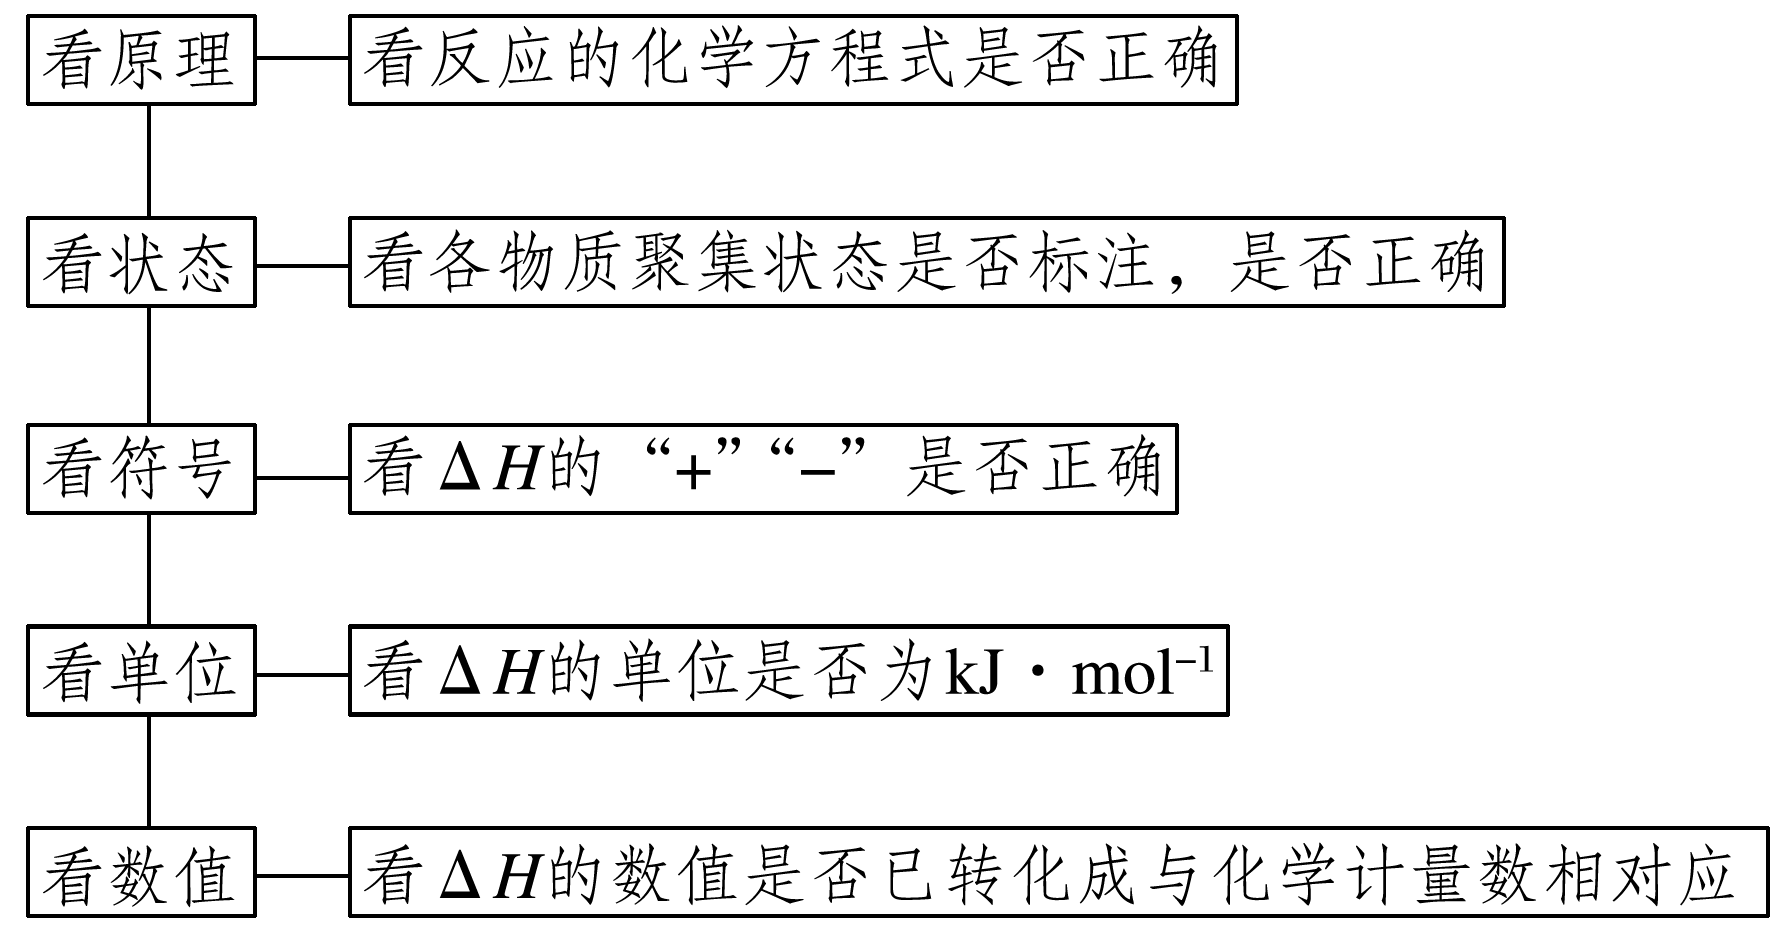 看原理 看反应的化学方程式是否正确
看状态 看各物质聚集状态是否标注，是否正确
看符号 看ΔH的“+”“−”是否正确
看单位 看ΔH的单位是否为kJ·mol⁻¹
看数值 看ΔH的数值是否已转化成与化学计量数相对应